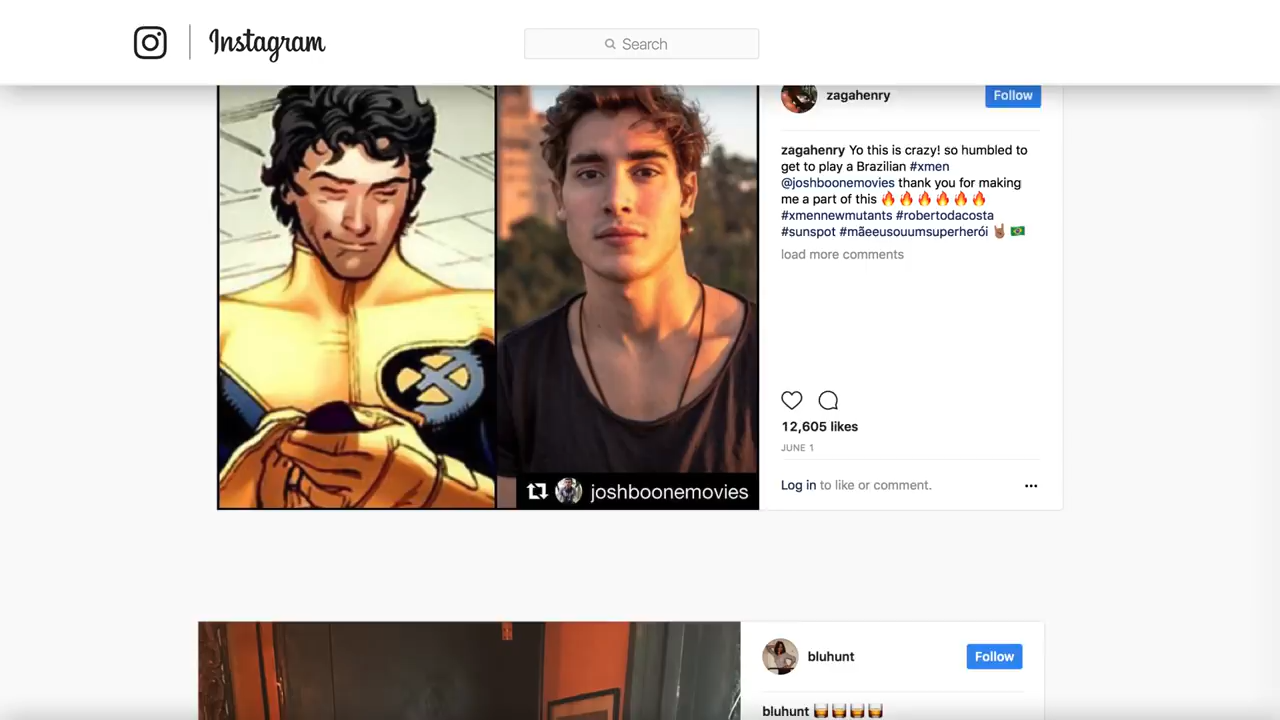 Instagram
Search
zagahenry
Follow
zagahenry Yo this is crazy! so humbled to
get to play a Brazilian #xmen
@joshboonemovies thank you for making
me a part of this 🔥🔥🔥🔥🔥🔥
#xmennewmutants #robertodacosta
#sunspot #mãeeusouumsuperherói 🤘🏽 🇧🇷
load more comments
12,605 likes
JUNE 1
Log in to like or comment.
joshboonemovies
bluhunt
Follow
bluhunt 🥃🥃🥃🥃